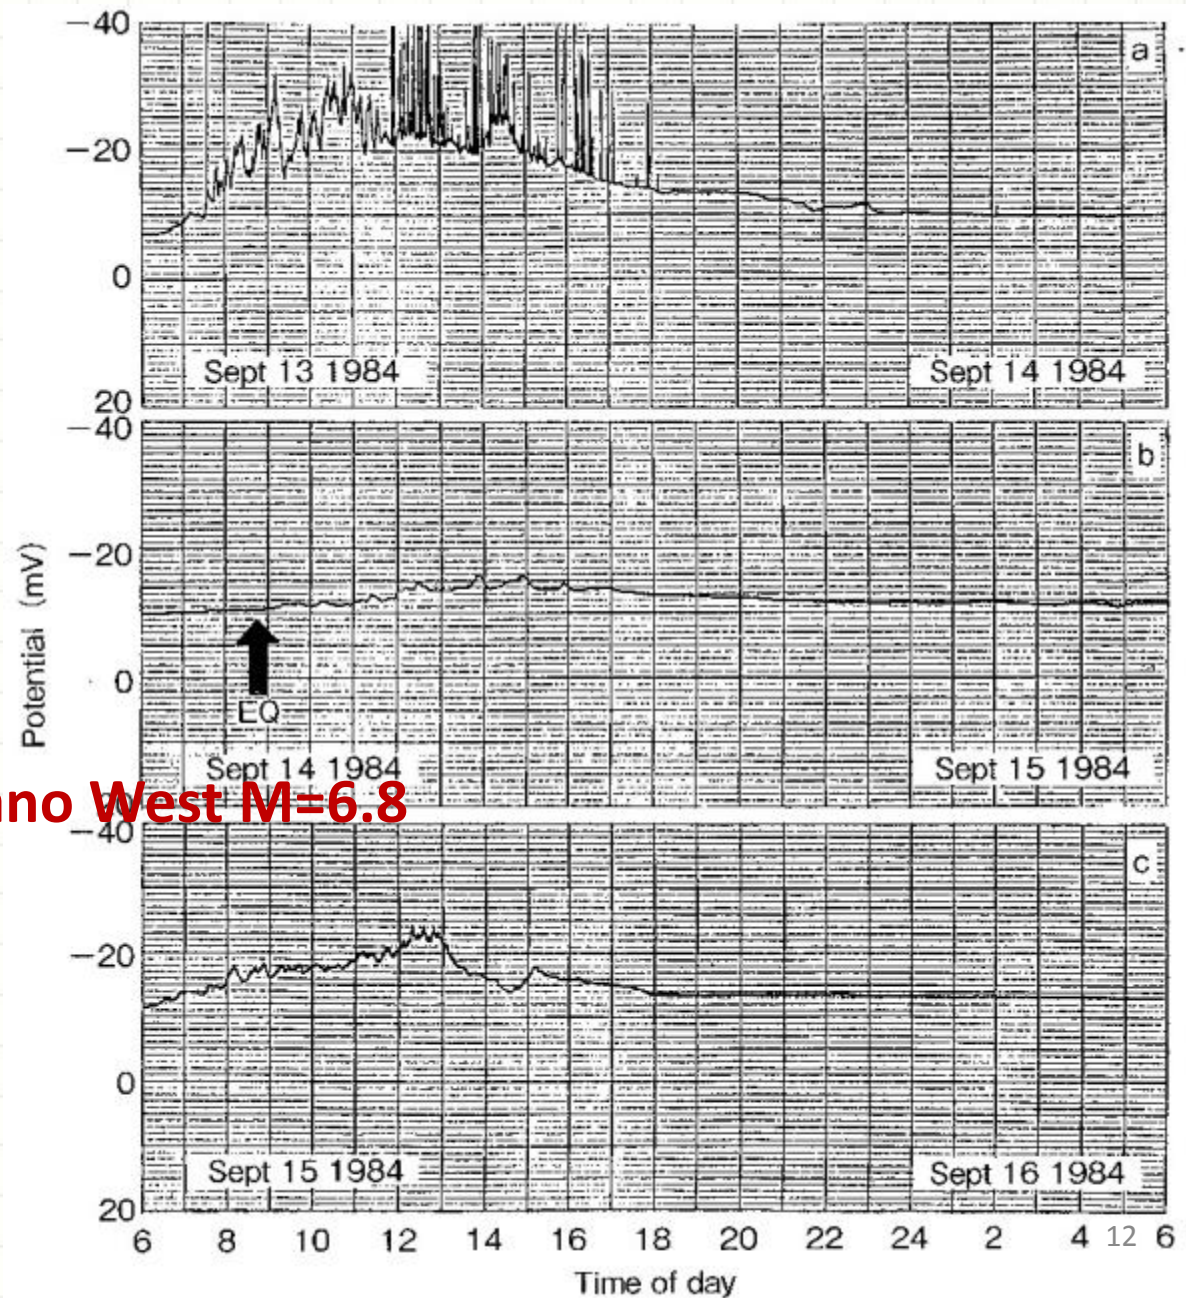 −40
a
−20
0
Sept 13 1984
Sept 14 1984
20
−40
b
−20
Potential (mV)
0
EQ
Sept 14 1984
Sept 15 1984
no West M=6.8
−40
c
−20
0
Sept 15 1984
Sept 16 1984
20
6 8 10 12 14 16 18 20 22 24 2 4 12 6
Time of day